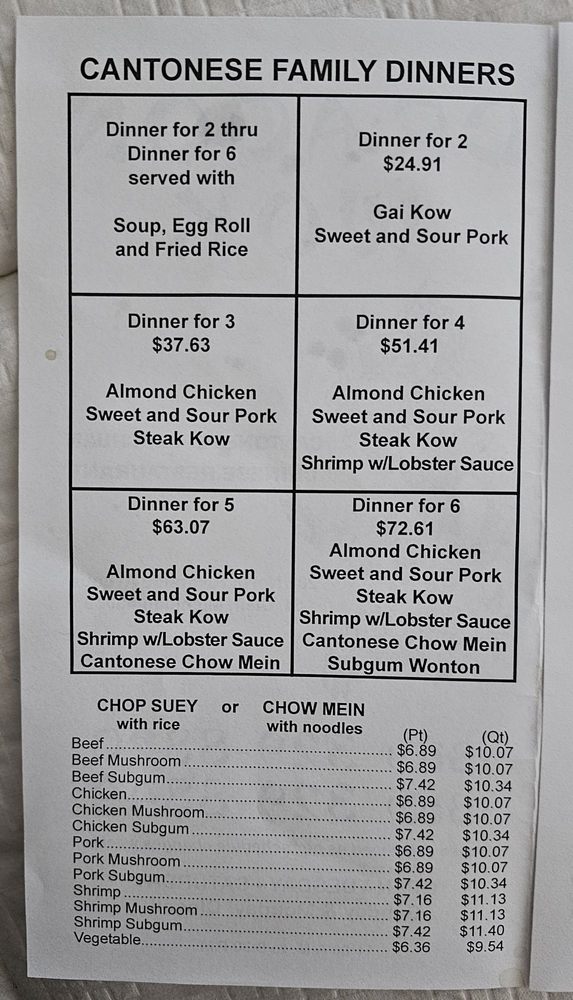 CANTONESE FAMILY DINNERS
Dinner for 2 thru
Dinner for 6
served with
Soup, Egg Roll
and Fried Rice
Dinner for 2
$24.91
Gai Kow
Sweet and Sour Pork
Dinner for 3
$37.63
Almond Chicken
Sweet and Sour Pork
Steak Kow
Dinner for 4
$51.41
Almond Chicken
Sweet and Sour Pork
Steak Kow
Shrimp w/Lobster Sauce
Dinner for 5
$63.07
Almond Chicken
Sweet and Sour Pork
Steak Kow
Shrimp w/Lobster Sauce
Cantonese Chow Mein
Dinner for 6
$72.61
Almond Chicken
Sweet and Sour Pork
Steak Kow
Shrimp w/Lobster Sauce
Cantonese Chow Mein
Subgum Wonton
CHOP SUEY or CHOW MEIN
with rice with noodles
(Pt) (Qt)
Beef $6.89 $10.07
Beef Mushroom $6.89 $10.07
Beef Subgum $7.42 $10.34
Chicken $6.89 $10.07
Chicken Mushroom $6.89 $10.07
Chicken Subgum $7.42 $10.34
Pork $6.89 $10.07
Pork Mushroom $6.89 $10.07
Pork Subgum $7.42 $10.34
Shrimp $7.16 $11.13
Shrimp Mushroom $7.16 $11.13
Shrimp Subgum $7.42 $11.40
Vegetable $6.36 $9.54